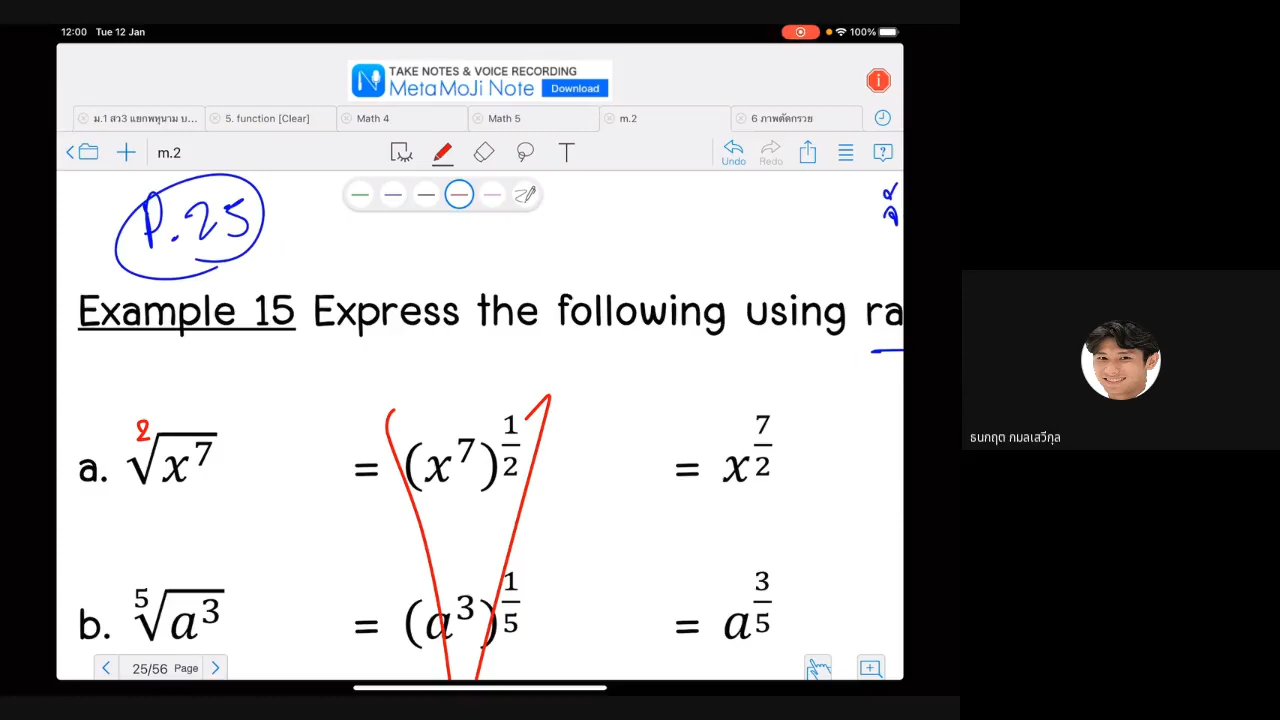 12:00 Tue 12 Jan 100%
TAKE NOTES & VOICE RECORDING
MetaMoJi Note Download
ม.1 สว3 แยกพหุนาม บ... 5. function [Clear] Math 4 Math 5 m.2 6 ภาพตัดกรวย
m.2 Undo Redo
P.25
Example 15 Express the following using ra
a. ²√x⁷ = (x⁷)^(1/2) = x^(7/2)
b. ⁵√a³ = (a³)^(1/5) = a^(3/5)
25/56 Page
ธนกฤต กมลเสวีกุล